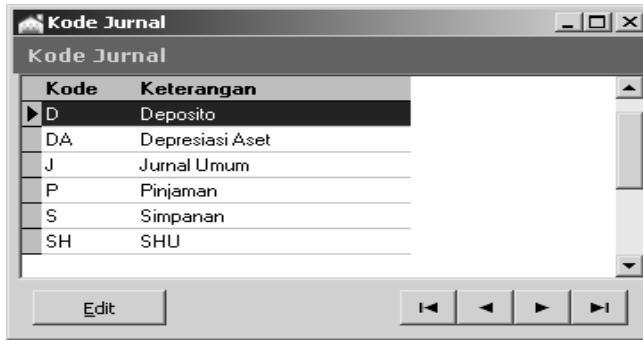 Kode Jurnal
Kode Jurnal
Kode Keterangan
D Deposito
DA Depresiasi Aset
J Jurnal Umum
P Pinjaman
S Simpanan
SH SHU
Edit